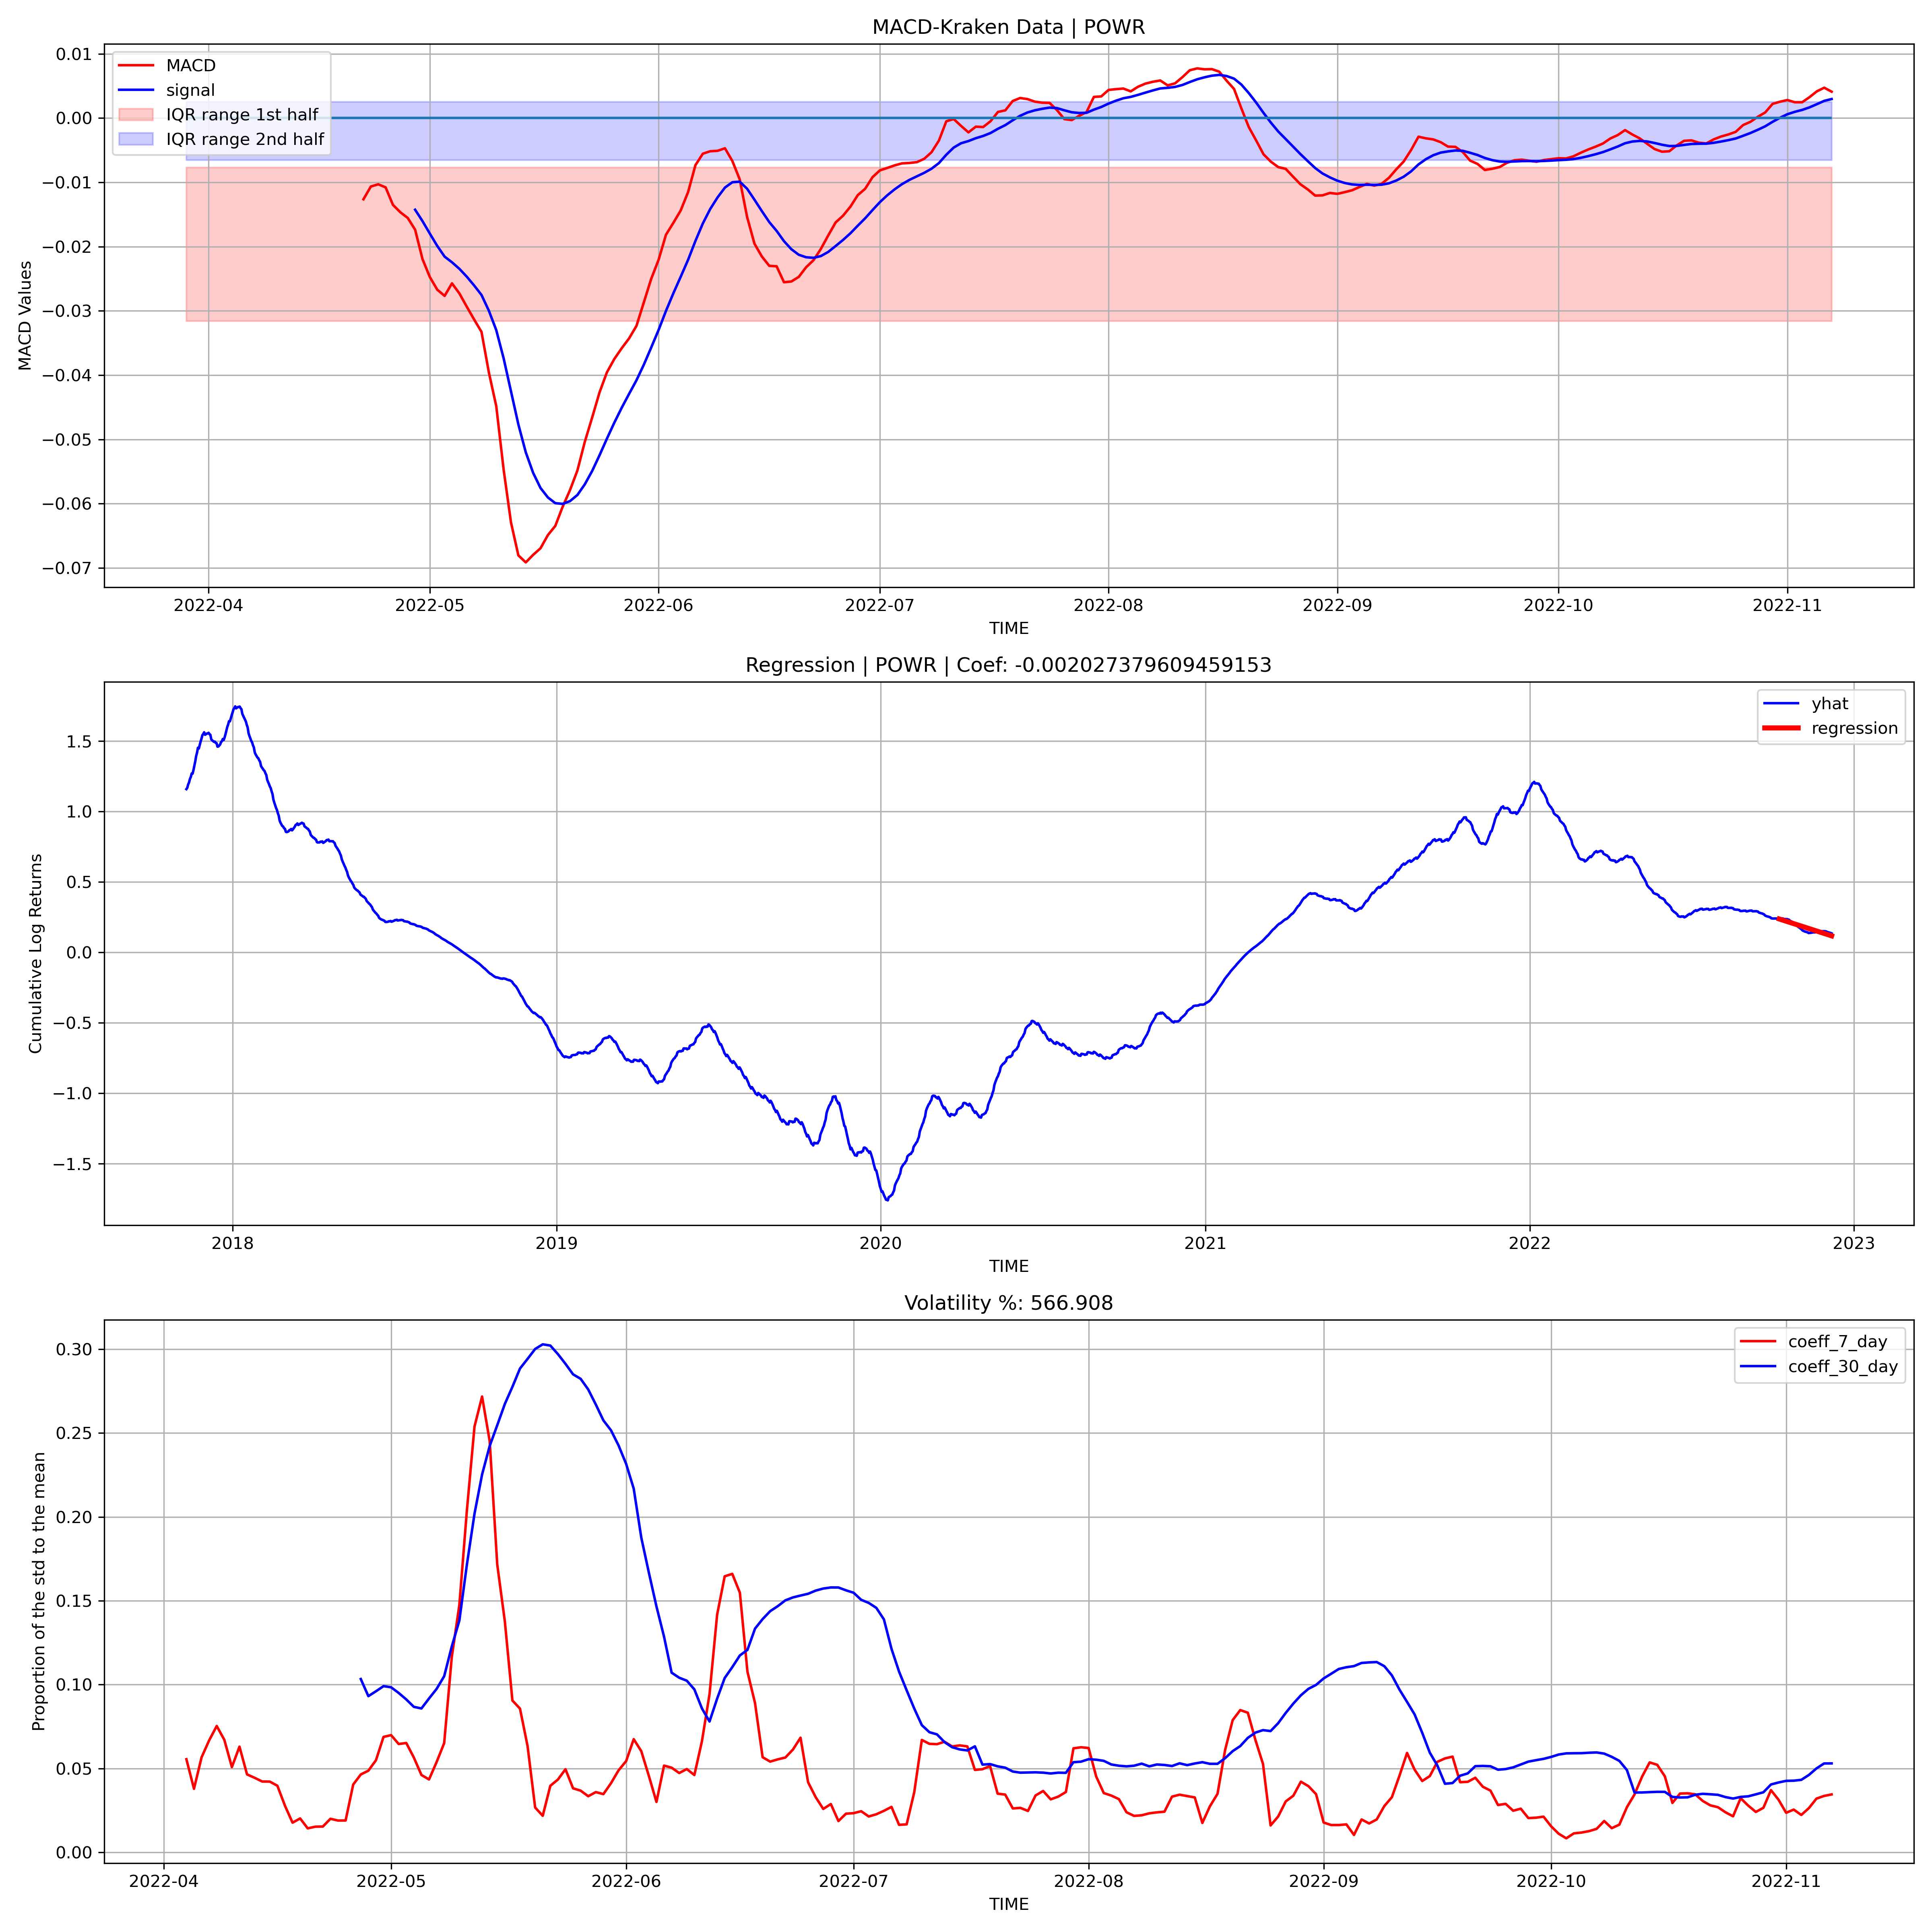 MACD-Kraken Data | POWR
MACD Values
0.01
0.00
−0.01
−0.02
−0.03
−0.04
−0.05
−0.06
−0.07
MACD
signal
IQR range 1st half
IQR range 2nd half
2022-04 2022-05 2022-06 2022-07 2022-08 2022-09 2022-10 2022-11
TIME
Regression | POWR | Coef: -0.002027379609459153
Cumulative Log Returns
1.5
1.0
0.5
0.0
−0.5
−1.0
−1.5
yhat
regression
2018 2019 2020 2021 2022 2023
TIME
Volatility %: 566.908
Proportion of the std to the mean
0.30
0.25
0.20
0.15
0.10
0.05
0.00
coeff_7_day
coeff_30_day
2022-04 2022-05 2022-06 2022-07 2022-08 2022-09 2022-10 2022-11
TIME